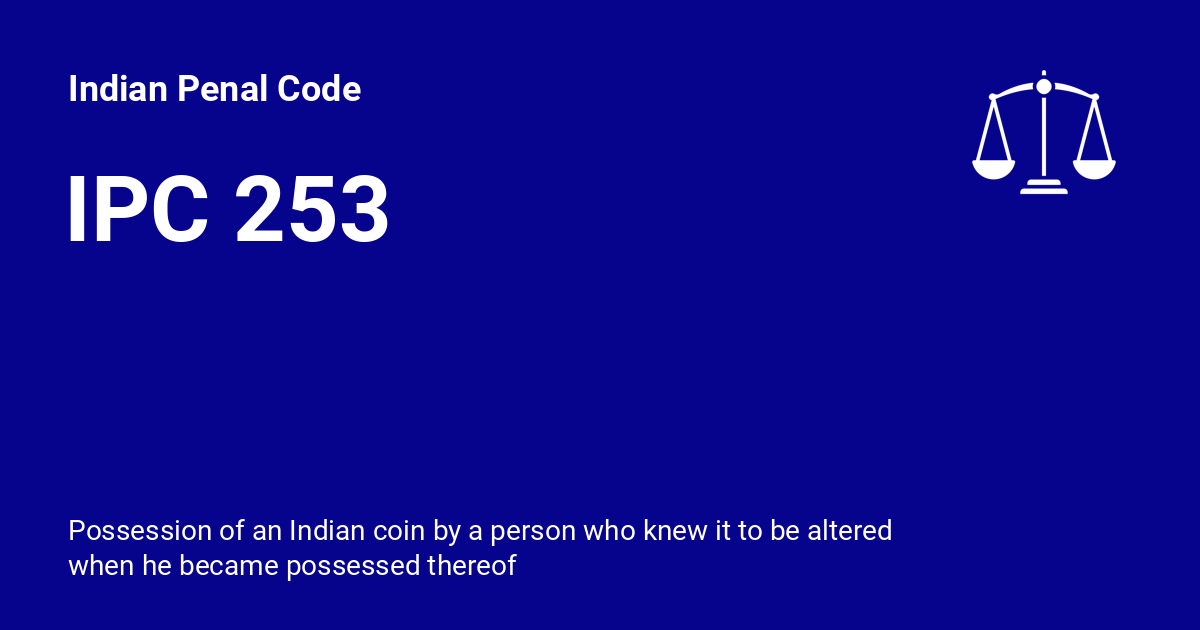 Indian Penal Code
IPC 253
Possession of an Indian coin by a person who knew it to be altered
when he became possessed thereof